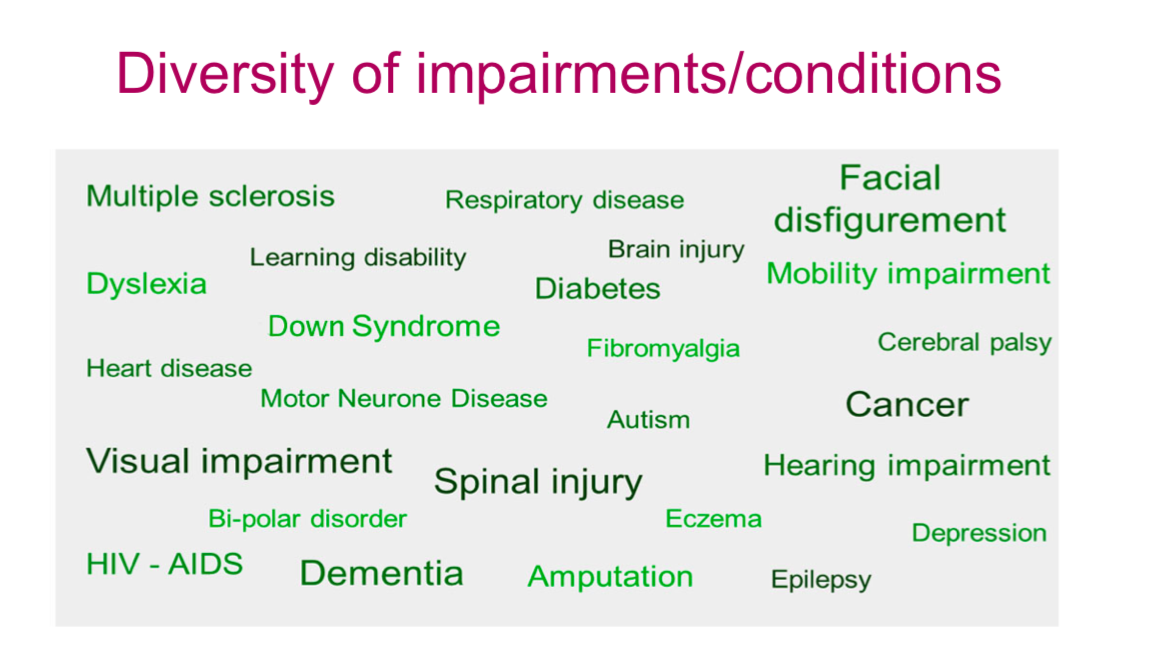 Diversity of impairments/conditions
Multiple sclerosis
Respiratory disease
Facial
disfigurement
Learning disability
Brain injury
Dyslexia
Diabetes
Mobility impairment
Down Syndrome
Fibromyalgia
Cerebral palsy
Heart disease
Motor Neurone Disease
Autism
Cancer
Visual impairment
Spinal injury
Hearing impairment
Bi-polar disorder
Eczema
Depression
HIV - AIDS
Dementia
Amputation
Epilepsy